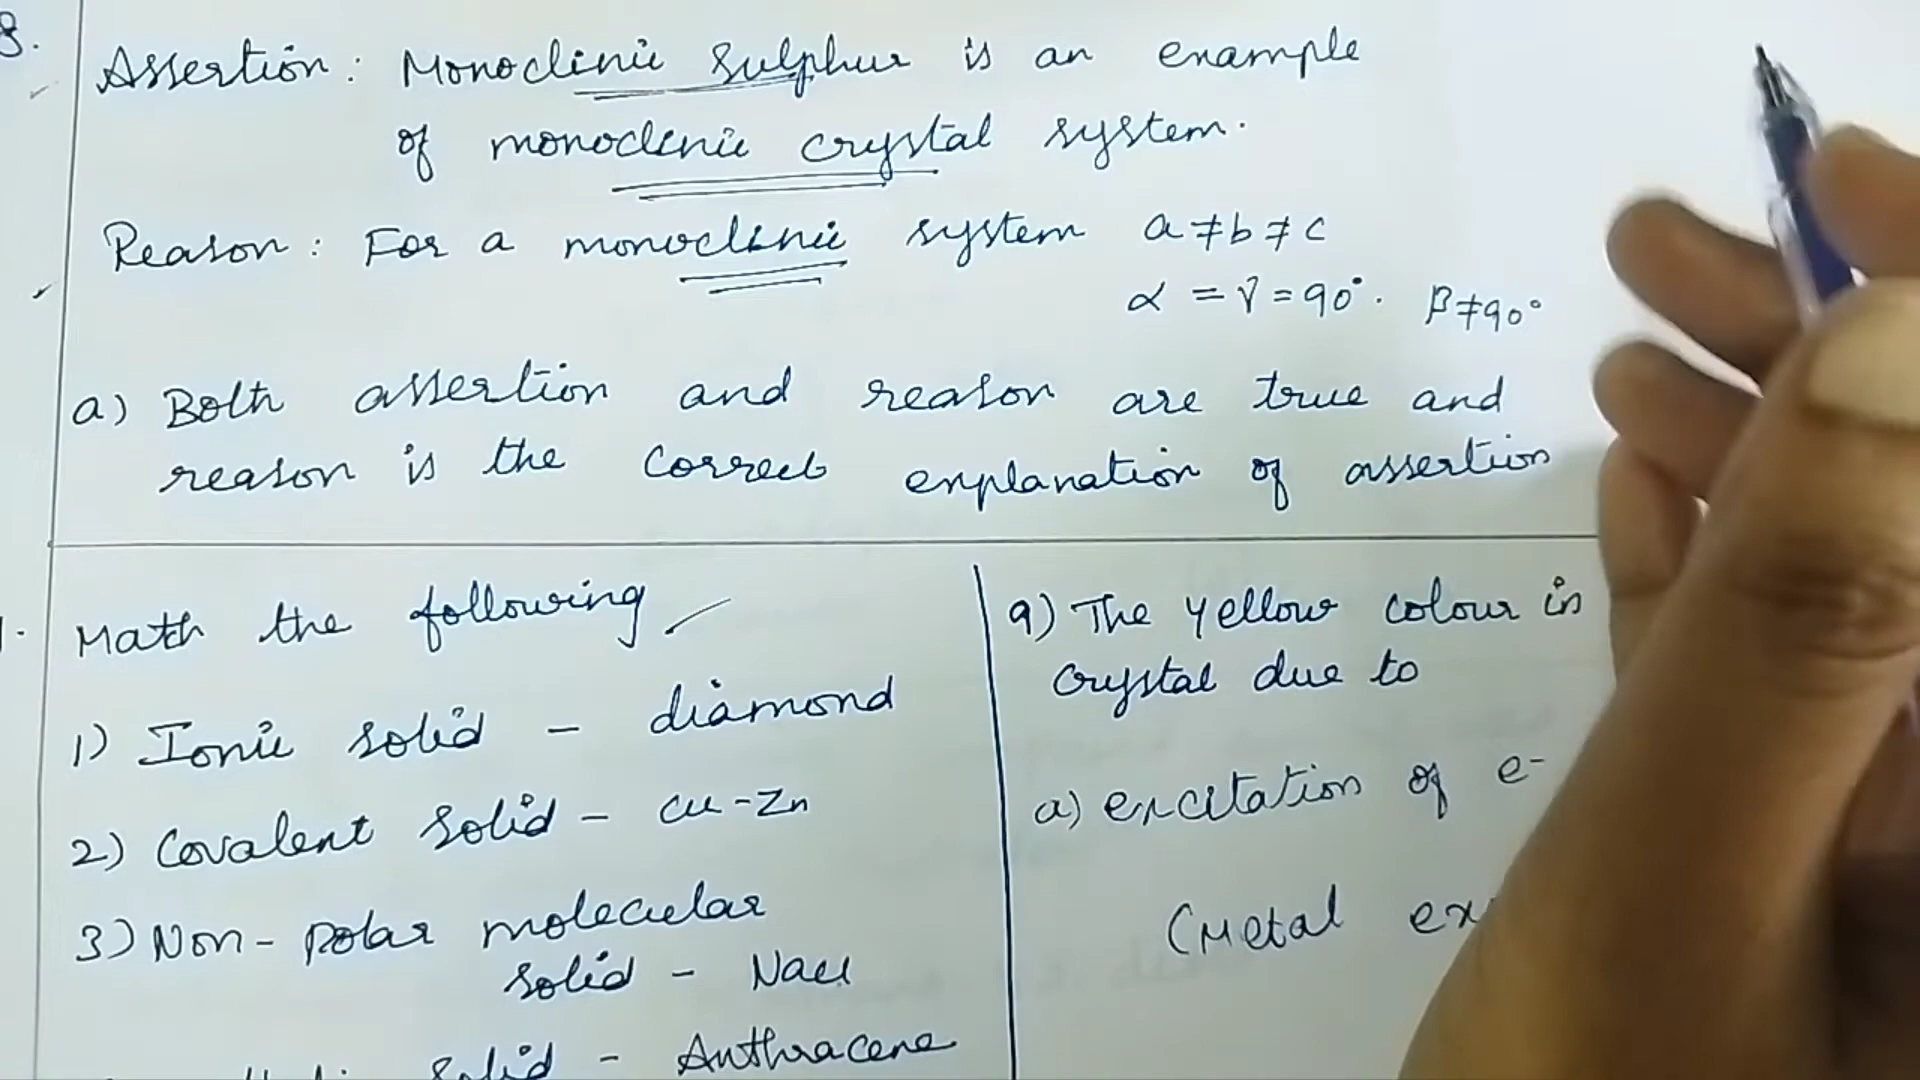 8.
Assertion: Monoclinic Sulphur is an example
of monoclinic crystal system.
Reason: For a monoclinic system a ≠ b ≠ c
α = γ = 90°. β ≠ 90°
a) Both assertion and reason are true and
reason is the correct explanation of assertion
Math the following
1) Ionic solid - diamond
2) Covalent solid - Cu-Zn
3) Non-polar molecular
solid - NaCl
solid - Anthracene
9) The yellow colour in
crystal due to
a) excitation of e-
(Metal